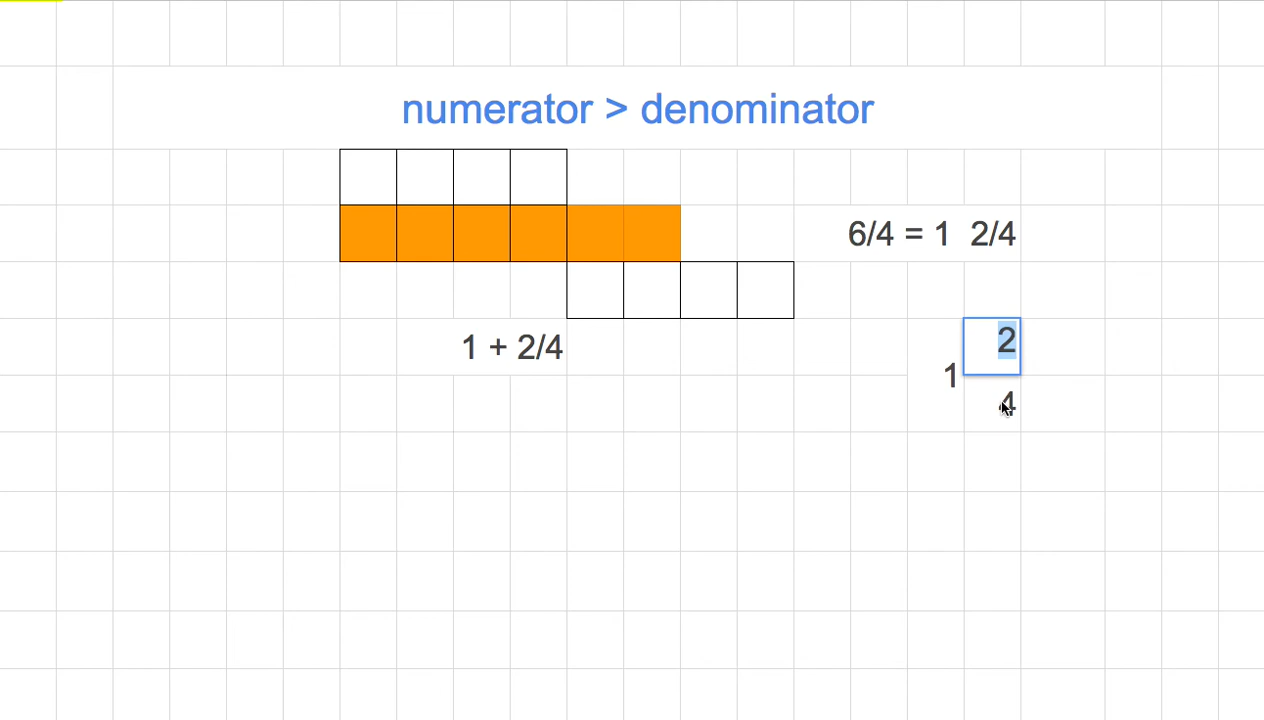 numerator > denominator
6/4 = 1  2/4
1 + 2/4
2
1
4